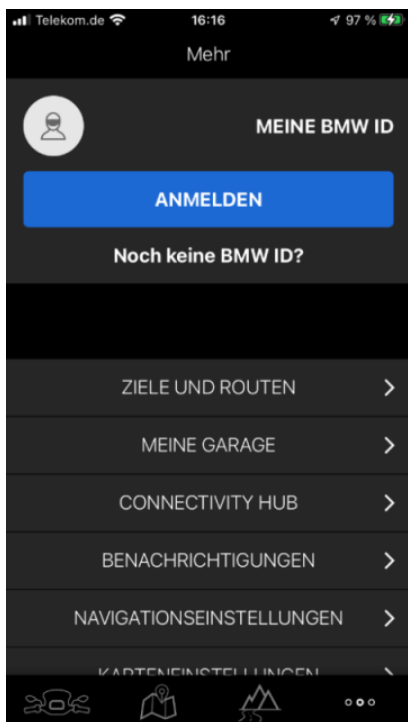 Telekom.de 16:16 97 %
Mehr
MEINE BMW ID
ANMELDEN
Noch keine BMW ID?
ZIELE UND ROUTEN
MEINE GARAGE
CONNECTIVITY HUB
BENACHRICHTIGUNGEN
NAVIGATIONSEINSTELLUNGEN
KARTENEINSTELLUNGEN